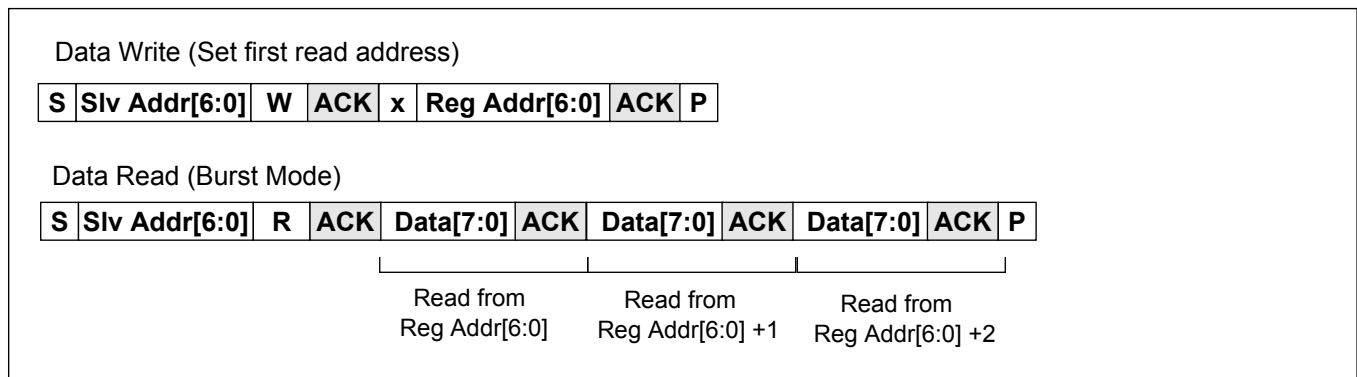 Data Write (Set first read address)
S Slv Addr[6:0] W ACK x Reg Addr[6:0] ACK P
Data Read (Burst Mode)
S Slv Addr[6:0] R ACK Data[7:0] ACK Data[7:0] ACK Data[7:0] ACK P
Read from Read from Read from
Reg Addr[6:0] Reg Addr[6:0] +1 Reg Addr[6:0] +2